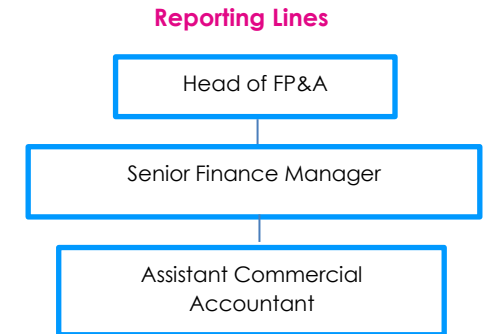 Reporting Lines
Head of FP&A
Senior Finance Manager
Assistant Commercial
Accountant